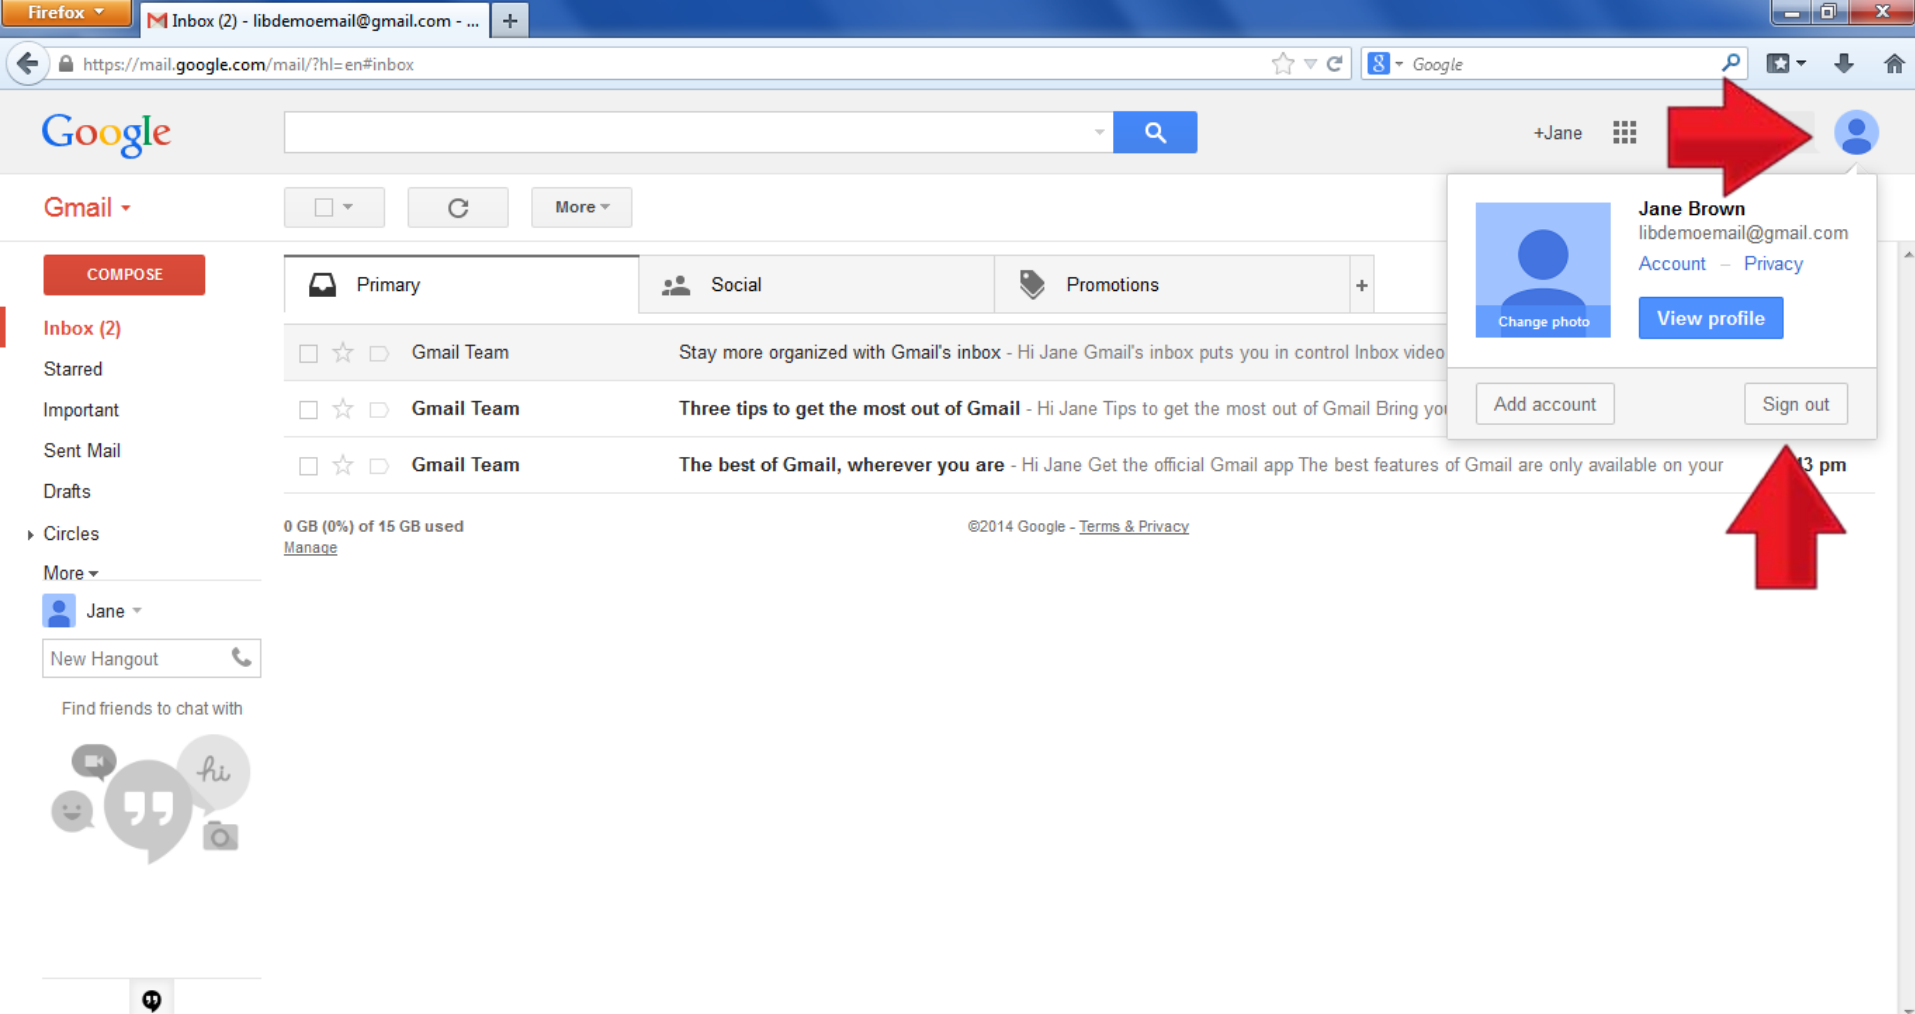 Firefox
Inbox (2) - libdemoemail@gmail.com - ...
https://mail.google.com/mail/?hl=en#inbox
8
Google
Google
+Jane
Gmail
More
Jane Brown
libdemoemail@gmail.com
Account – Privacy
Change photo
View profile
Add account
Sign out
COMPOSE
Primary
Social
Promotions
+
Inbox (2)
Starred
Important
Sent Mail
Drafts
Circles
More
Gmail Team Stay more organized with Gmail's inbox - Hi Jane Gmail's inbox puts you in control Inbox video
Gmail Team Three tips to get the most out of Gmail - Hi Jane Tips to get the most out of Gmail Bring
Gmail Team The best of Gmail, wherever you are - Hi Jane Get the official Gmail app The best features of Gmail are only available on your pm
0 GB (0%) of 15 GB used
Manage
©2014 Google - Terms & Privacy
Jane
New Hangout
Find friends to chat with
hi